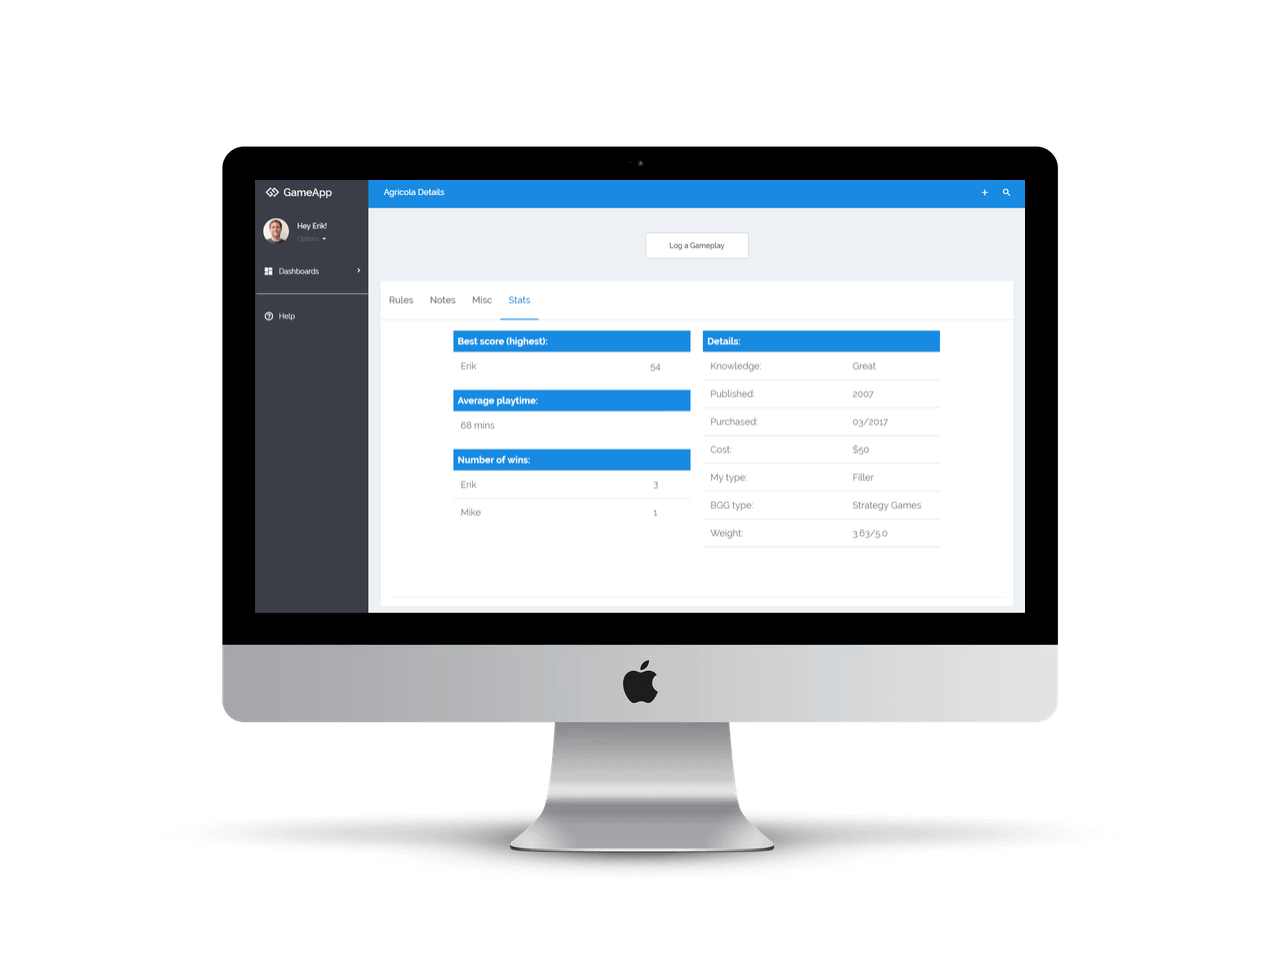 GameApp
Agricola Details
+
Hey Erik!
Options
Dashboards
Help
Log a Gameplay
Rules Notes Misc Stats
Best score (highest):
Erik 54
Average playtime:
68 mins
Number of wins:
Erik 3
Mike 1
Details:
Knowledge: Great
Published: 2007
Purchased: 03/2017
Cost: $50
My type: Filler
BGG type: Strategy Games
Weight: 3.63/5.0